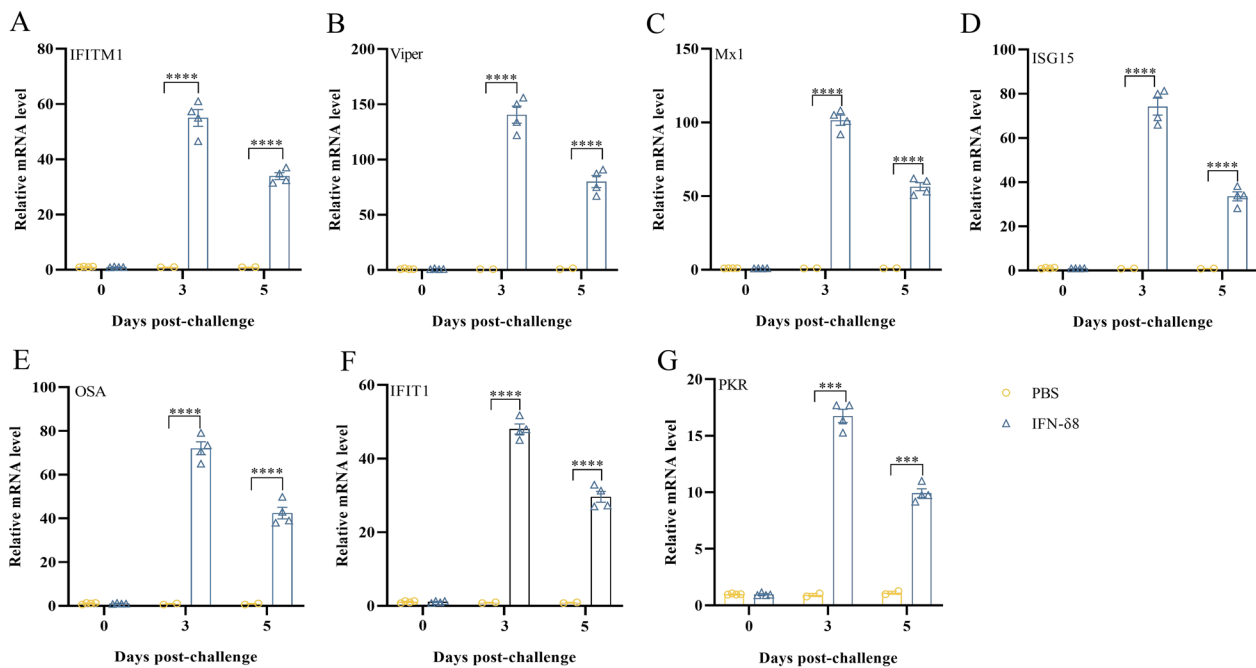 A
IFITM1
Relative mRNA level
80
60
40
20
0
****
****
0 3 5
Days post-challenge
B
Viper
Relative mRNA level
200
150
100
50
0
****
****
0 3 5
Days post-challenge
C
Mx1
Relative mRNA level
150
100
50
0
****
****
0 3 5
Days post-challenge
D
ISG15
Relative mRNA level
100
80
60
40
20
0
****
****
0 3 5
Days post-challenge
E
OSA
Relative mRNA level
100
80
60
40
20
0
****
****
0 3 5
Days post-challenge
F
IFIT1
Relative mRNA level
60
40
20
0
****
****
0 3 5
Days post-challenge
G
PKR
Relative mRNA level
20
15
10
5
0
***
***
0 3 5
Days post-challenge
PBS
IFN-δ8